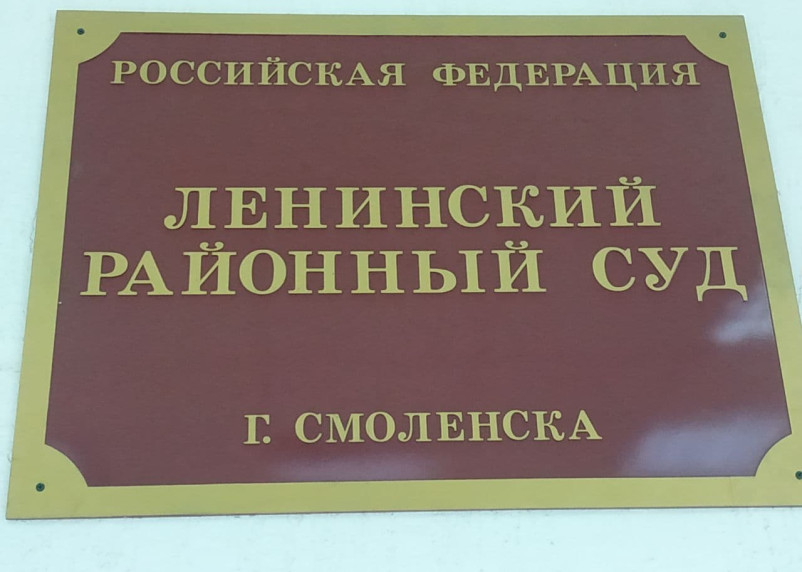 РОССИЙСКАЯ ФЕДЕРАЦИЯ
ЛЕНИНСКИЙ
РАЙОННЫЙ СУД
Г. СМОЛЕНСКА